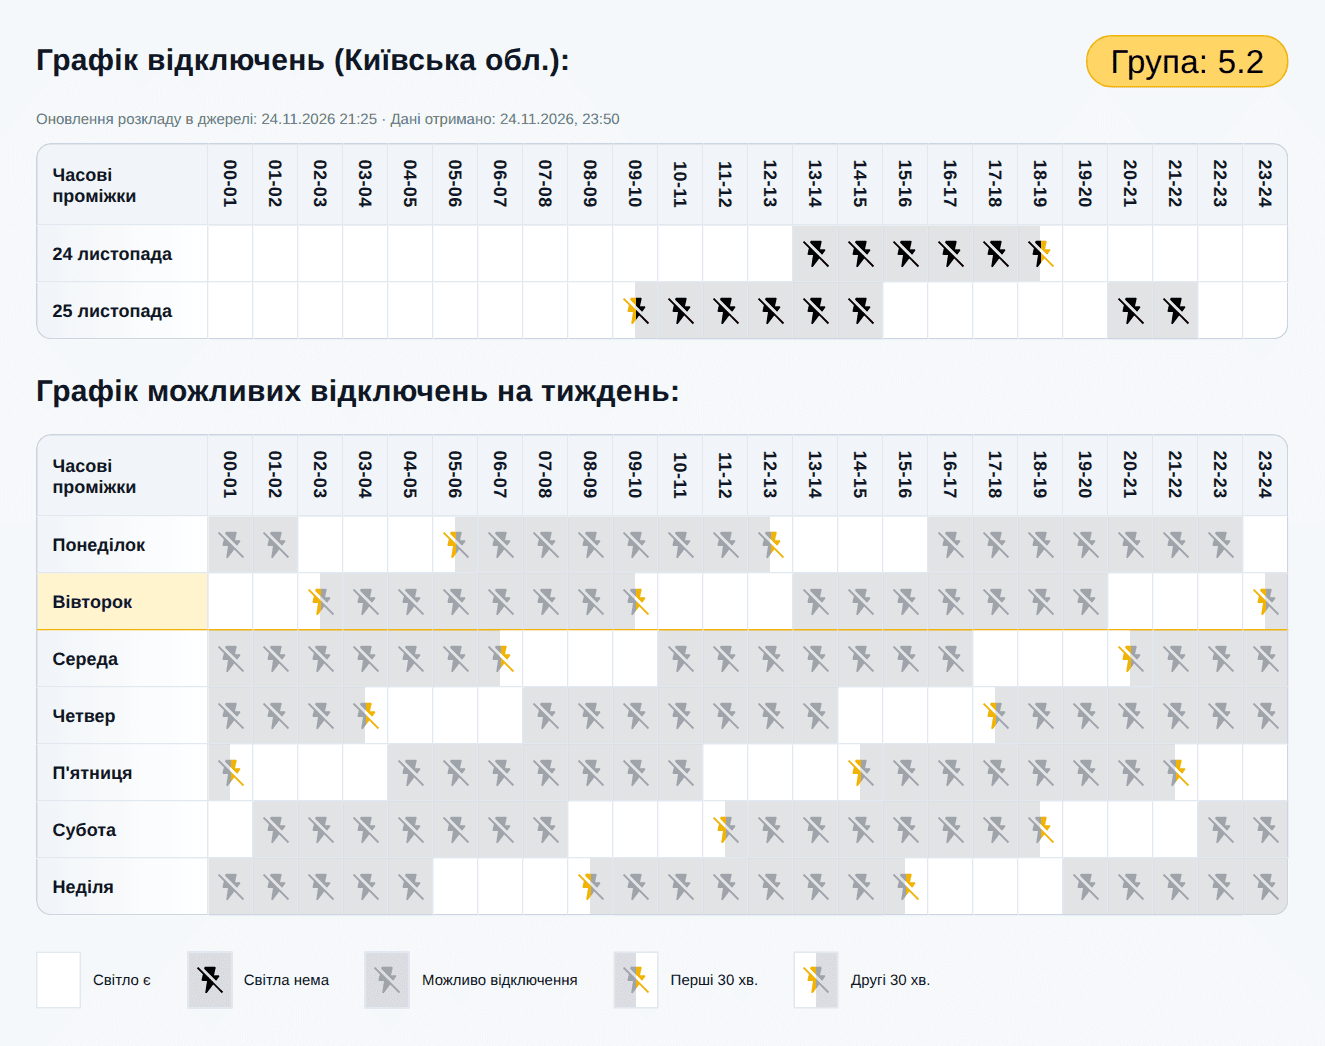 Графік відключень (Київська обл.):
Група: 5.2
Оновлення розкладу в джерелі: 24.11.2026 21:25 · Дані отримано: 24.11.2026, 23:50
Часові проміжки 00-01 01-02 02-03 03-04 04-05 05-06 06-07 07-08 08-09 09-10 10-11 11-12 12-13 13-14 14-15 15-16 16-17 17-18 18-19 19-20 20-21 21-22 22-23 23-24
24 листопада
25 листопада
Графік можливих відключень на тиждень:
Часові проміжки 00-01 01-02 02-03 03-04 04-05 05-06 06-07 07-08 08-09 09-10 10-11 11-12 12-13 13-14 14-15 15-16 16-17 17-18 18-19 19-20 20-21 21-22 22-23 23-24
Понеділок
Вівторок
Середа
Четвер
П'ятниця
Субота
Неділя
Світло є Світла нема Можливо відключення Перші 30 хв. Другі 30 хв.